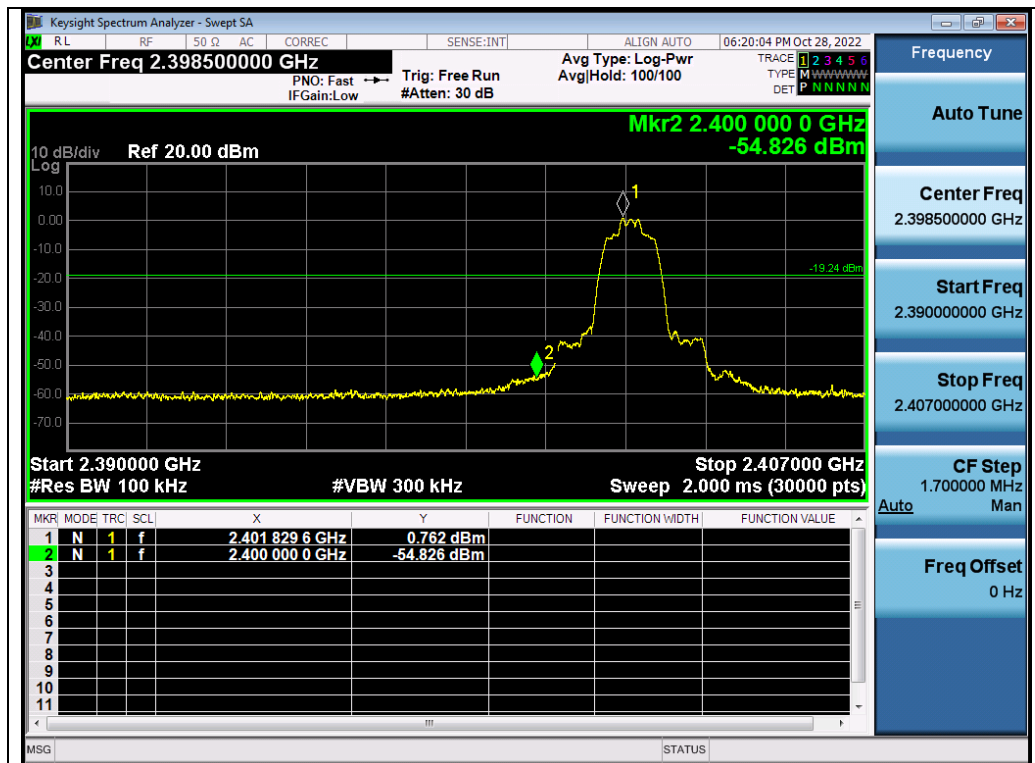 Keysight Spectrum Analyzer - Swept SA
LXI RL RF 50 Ω AC CORREC SENSE:INT ALIGN AUTO 06:20:04 PM Oct 28, 2022
Center Freq 2.398500000 GHz
PNO: Fast
IFGain:Low
Trig: Free Run
#Atten: 30 dB
Avg Type: Log-Pwr
Avg|Hold: 100/100
TRACE 1 2 3 4 5 6
TYPE M W W W W W
DET P N N N N N
Mkr2 2.400 000 0 GHz
-54.826 dBm
10 dB/div Ref 20.00 dBm
Log
10.0
0.00
-10.0
-20.0
-30.0
-40.0
-50.0
-60.0
-70.0
1
-19.24 dBm
2
Start 2.390000 GHz Stop 2.407000 GHz
#Res BW 100 kHz #VBW 300 kHz Sweep 2.000 ms (30000 pts)
MKR MODE TRC SCL X Y FUNCTION FUNCTION WIDTH FUNCTION VALUE
1 N 1 f 2.401 829 6 GHz 0.762 dBm
2 N 1 f 2.400 000 0 GHz -54.826 dBm
3
4
5
6
7
8
9
10
11
MSG STATUS
Frequency
Auto Tune
Center Freq
2.398500000 GHz
Start Freq
2.390000000 GHz
Stop Freq
2.407000000 GHz
CF Step
1.700000 MHz
Auto Man
Freq Offset
0 Hz